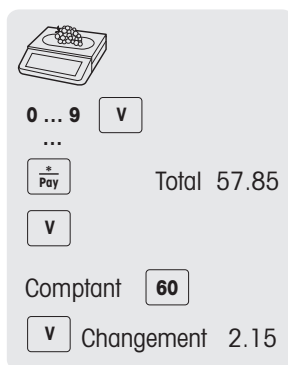 0 ... 9 V
...
*
Pay Total 57.85
V
Comptant 60
V Changement 2.15